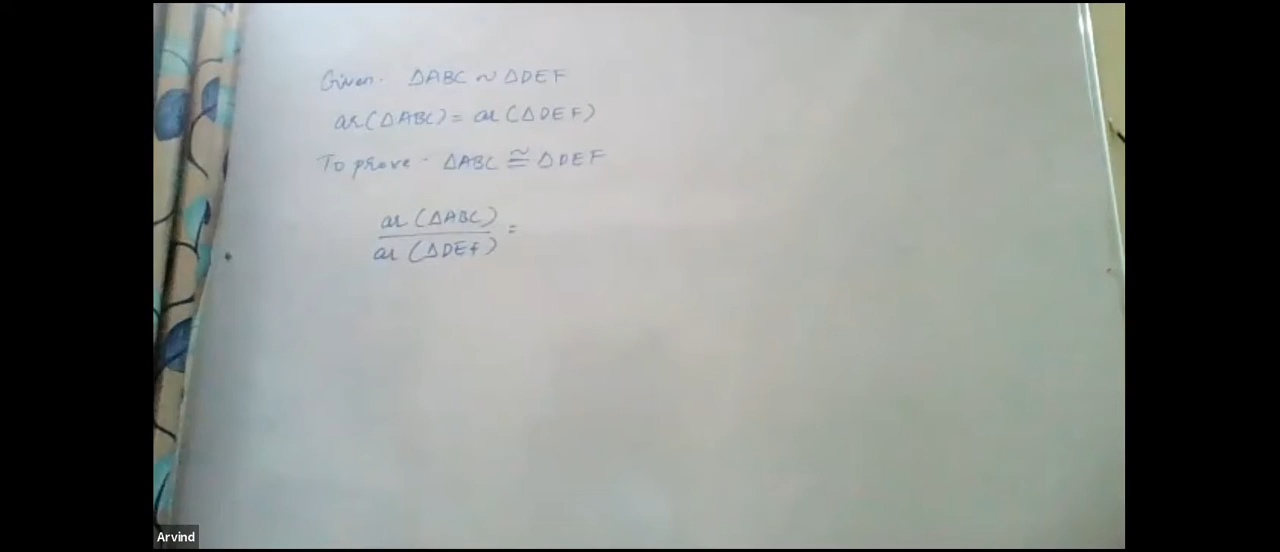 Given. ΔABC ~ ΔDEF
ar(ΔABC) = ar(ΔDEF)
To prove - ΔABC ≅ ΔDEF
ar(ΔABC)
ar(ΔDEf) =
Arvind